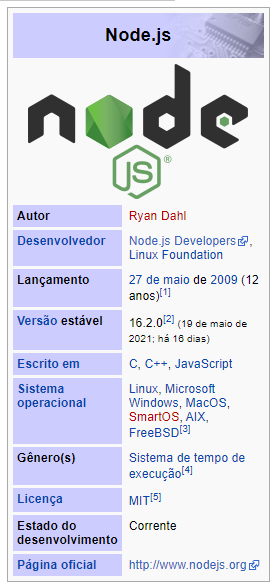 Node.js
node
JS®
Autor Ryan Dahl
Desenvolvedor Node.js Developers,
Linux Foundation
Lançamento 27 de maio de 2009 (12
anos)[1]
Versão estável 16.2.0[2] (19 de maio de
2021; há 16 dias)
Escrito em C, C++, JavaScript
Sistema
operacional
Linux, Microsoft
Windows, MacOS,
SmartOS, AIX,
FreeBSD[3]
Gênero(s) Sistema de tempo de
execução[4]
Licença MIT[5]
Estado do
desenvolvimento
Corrente
Página oficial http://www.nodejs.org